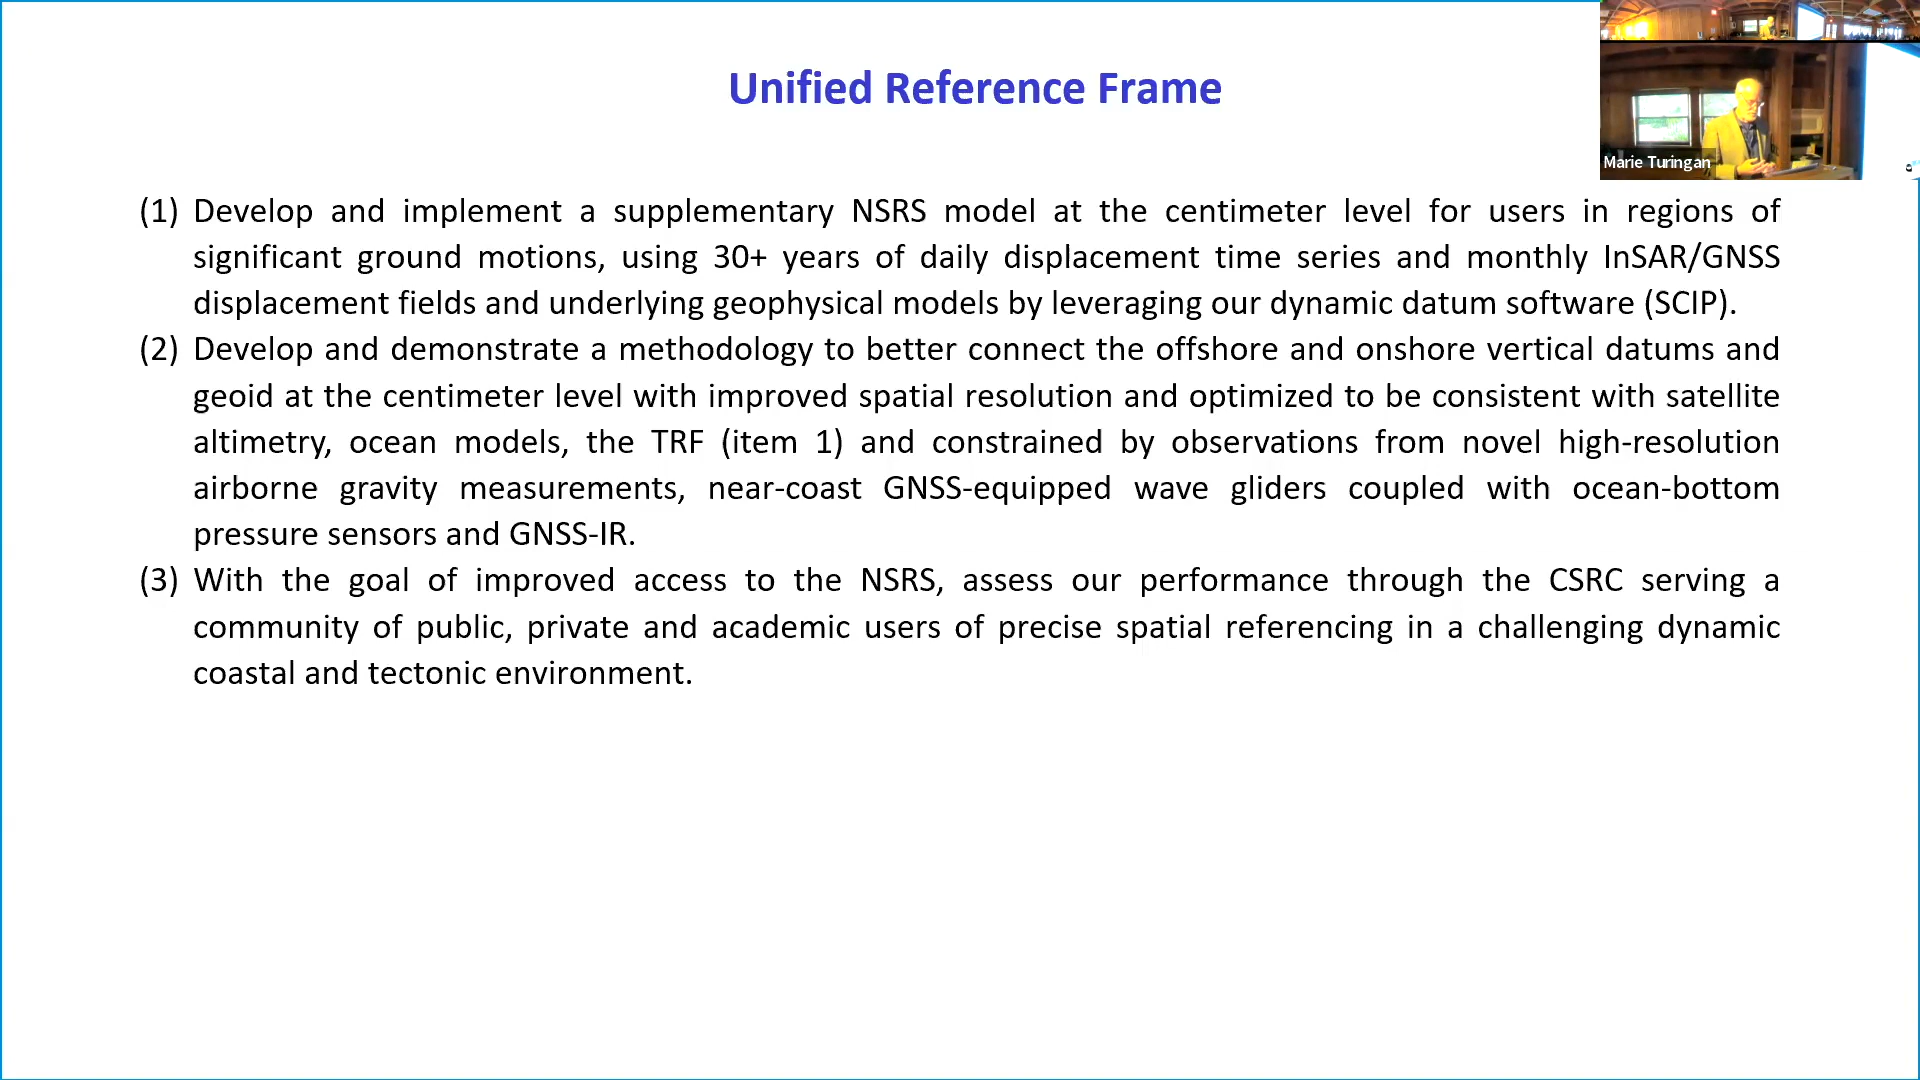 Unified Reference Frame
Marie Turingan
(1) Develop and implement a supplementary NSRS model at the centimeter level for users in regions of
significant ground motions, using 30+ years of daily displacement time series and monthly InSAR/GNSS
displacement fields and underlying geophysical models by leveraging our dynamic datum software (SCIP).
(2) Develop and demonstrate a methodology to better connect the offshore and onshore vertical datums and
geoid at the centimeter level with improved spatial resolution and optimized to be consistent with satellite
altimetry, ocean models, the TRF (item 1) and constrained by observations from novel high-resolution
airborne gravity measurements, near-coast GNSS-equipped wave gliders coupled with ocean-bottom
pressure sensors and GNSS-IR.
(3) With the goal of improved access to the NSRS, assess our performance through the CSRC serving a
community of public, private and academic users of precise spatial referencing in a challenging dynamic
coastal and tectonic environment.